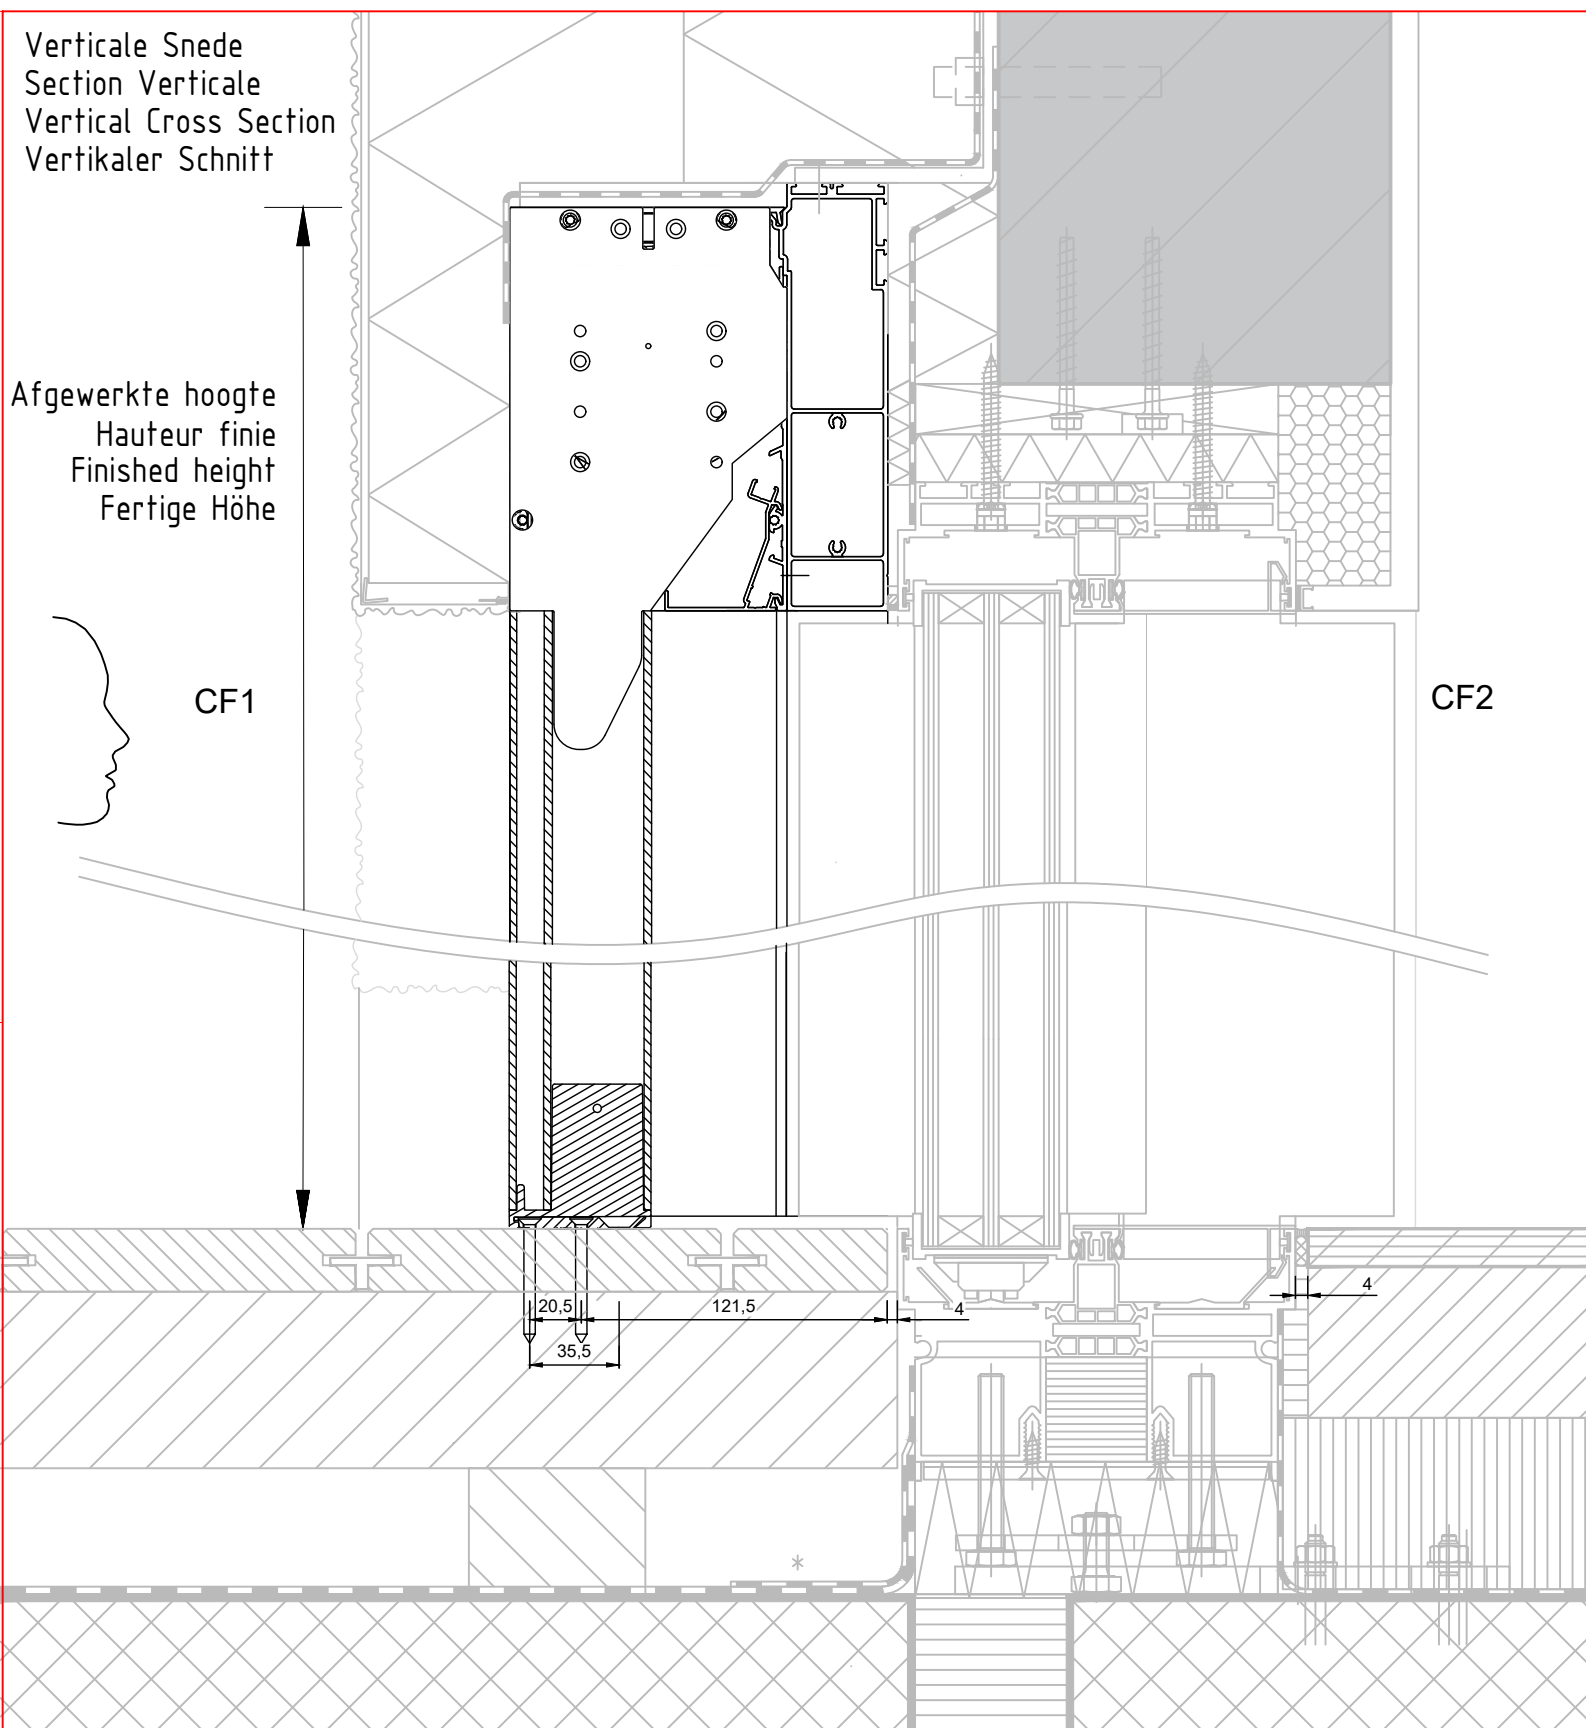 Verticale Snede
Section Verticale
Vertical Cross Section
Vertikaler Schnitt
Afgewerkte hoogte
Hauteur finie
Finished height
Fertige Höhe
CF1
CF2
20,5
121,5
4
4
35,5
*